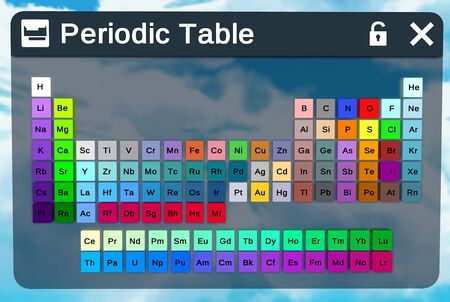 Periodic Table
H He
Li Be B C N O F Ne
Na Mg Al Si P S Cl Ar
K Ca Sc Ti V Cr Mn Fe Co Ni Cu Zn Ga Ge As Se Br Kr
Rb Sr Y Zr Nb Mo Tc Ru Rh Pd Ag Cd In Sn Sb Te I Xe
Cs Ba La Hf Ta W Re Os Ir Pt Au Hg Tl Pb Bi Po At Rn
Fr Ra Ac Rf Db Sg Bh Hs Mt
Ce Pr Nd Pm Sm Eu Gd Tb Dy Ho Er Tm Yb Lu
Th Pa U Np Pu Am Cm Bk Cf Es Fm Md No Lr